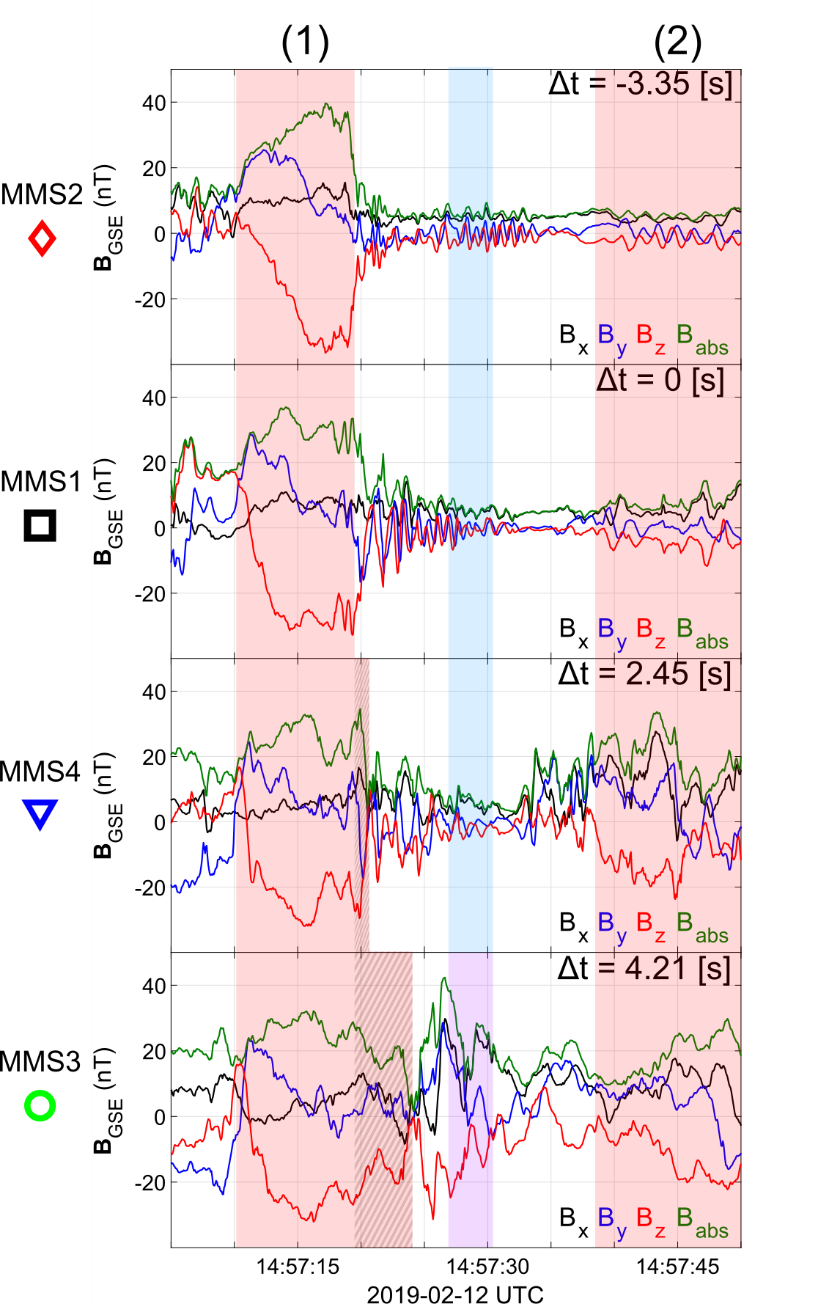 (1) (2)
Δt = -3.35 [s]
MMS2
B_GSE (nT)
40
20
0
-20
B_x B_y B_z B_abs
Δt = 0 [s]
MMS1
B_GSE (nT)
40
20
0
-20
B_x B_y B_z B_abs
Δt = 2.45 [s]
MMS4
B_GSE (nT)
40
20
0
-20
B_x B_y B_z B_abs
Δt = 4.21 [s]
MMS3
B_GSE (nT)
40
20
0
-20
B_x B_y B_z B_abs
14:57:15 14:57:30 14:57:45
2019-02-12 UTC